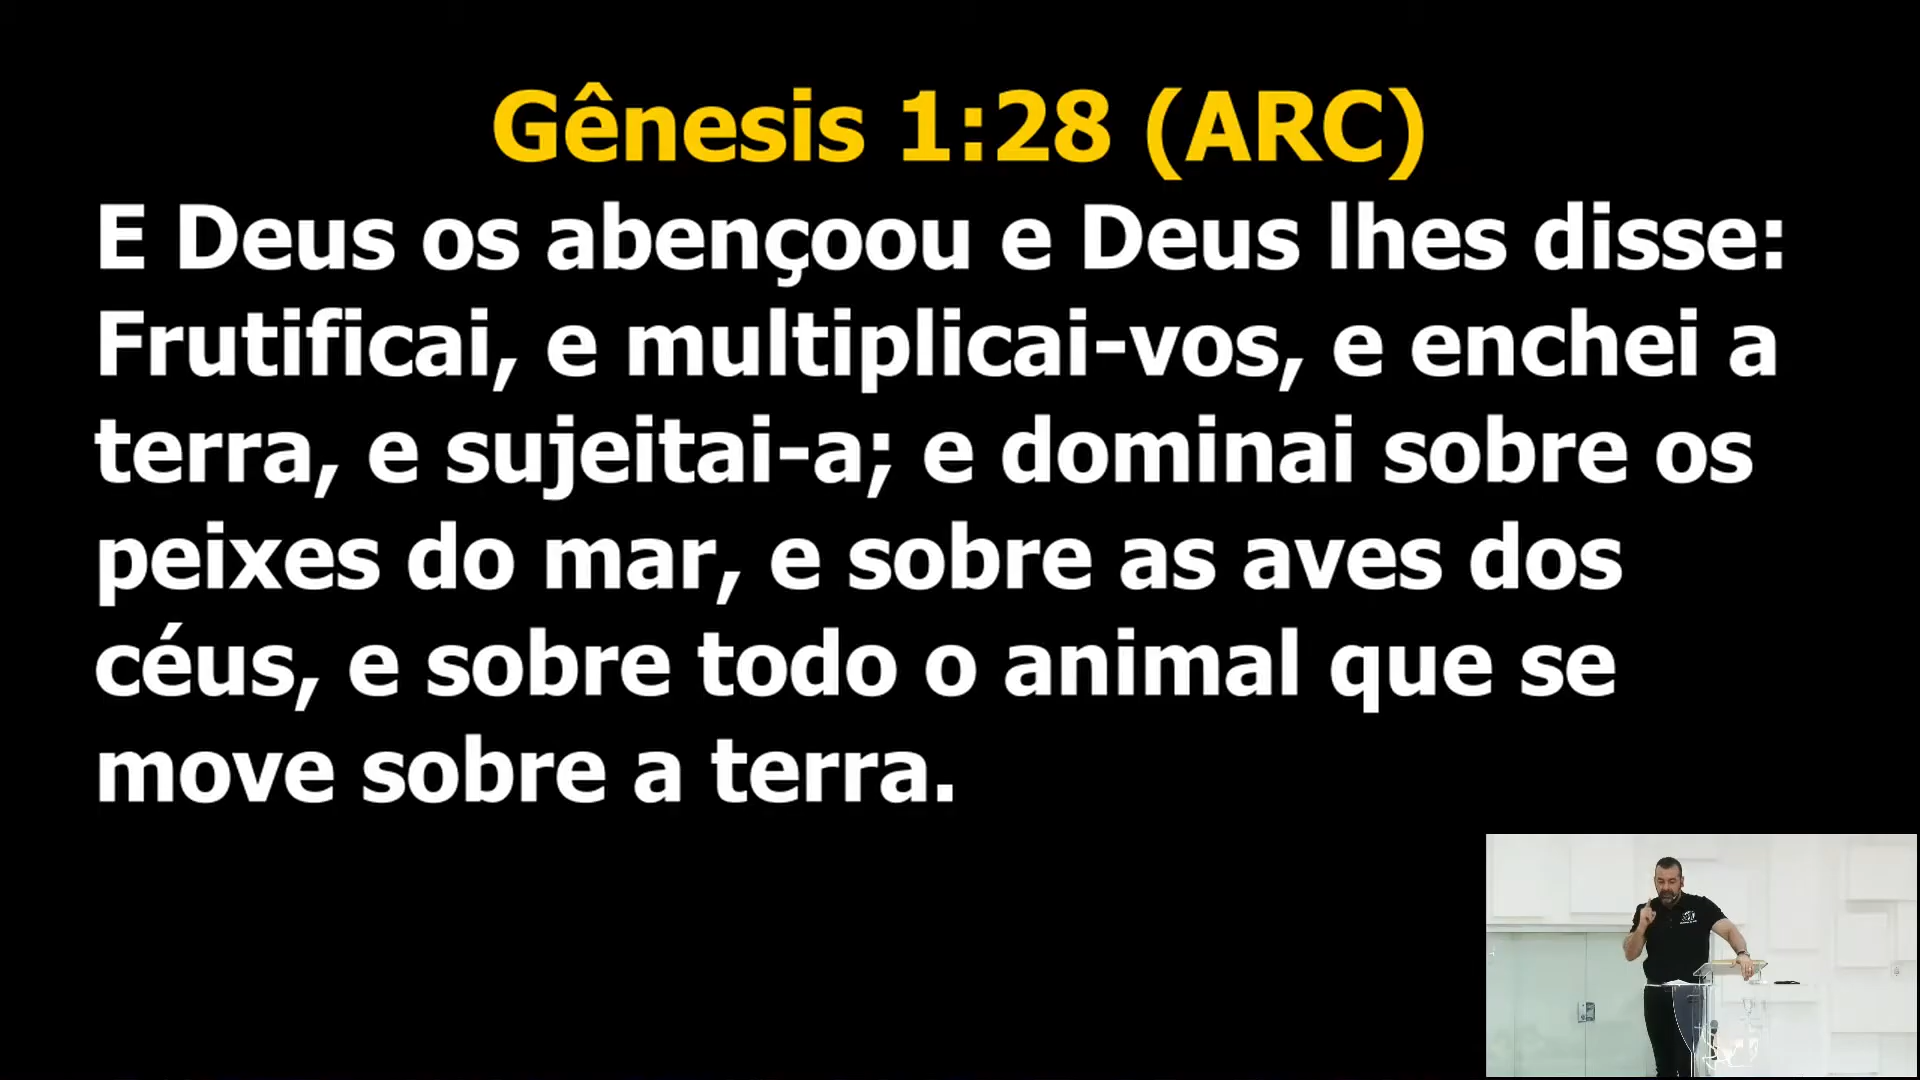 Gênesis 1:28 (ARC)
E Deus os abençoou e Deus lhes disse:
Frutificai, e multiplicai-vos, e enchei a
terra, e sujeitai-a; e dominai sobre os
peixes do mar, e sobre as aves dos
céus, e sobre todo o animal que se
move sobre a terra.